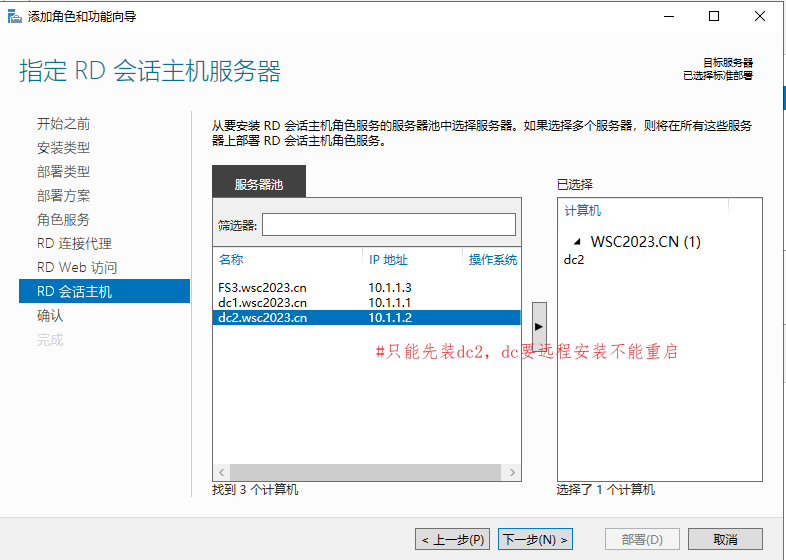 添加角色和功能向导
指定 RD 会话主机服务器
目标服务器
已选择标准部署
开始之前
安装类型
部署类型
部署方案
角色服务
RD 连接代理
RD Web 访问
RD 会话主机
确认
完成
从要安装 RD 会话主机角色服务的服务器池中选择服务器。如果选择多个服务器，则将在所有这些服务
器上部署 RD 会话主机角色服务。
服务器池
筛选器:
名称 IP 地址 操作系统
FS3.wsc2023.cn 10.1.1.3
dc1.wsc2023.cn 10.1.1.1
dc2.wsc2023.cn 10.1.1.2
找到 3 个计算机
已选择
计算机
WSC2023.CN (1)
dc2
选择了 1 个计算机
#只能先装dc2，dc要远程安装不能重启
< 上一步(P) 下一步(N) > 部署(D) 取消